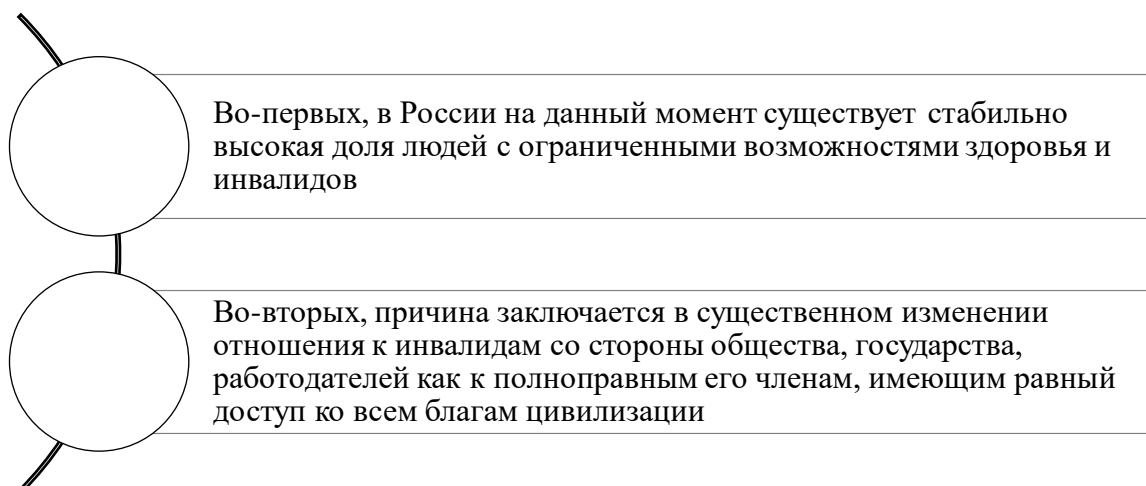 Во-первых, в России на данный момент существует стабильно
высокая доля людей с ограниченными возможностями здоровья и
инвалидов
Во-вторых, причина заключается в существенном изменении
отношения к инвалидам со стороны общества, государства,
работодателей как к полноправным его членам, имеющим равный
доступ ко всем благам цивилизации